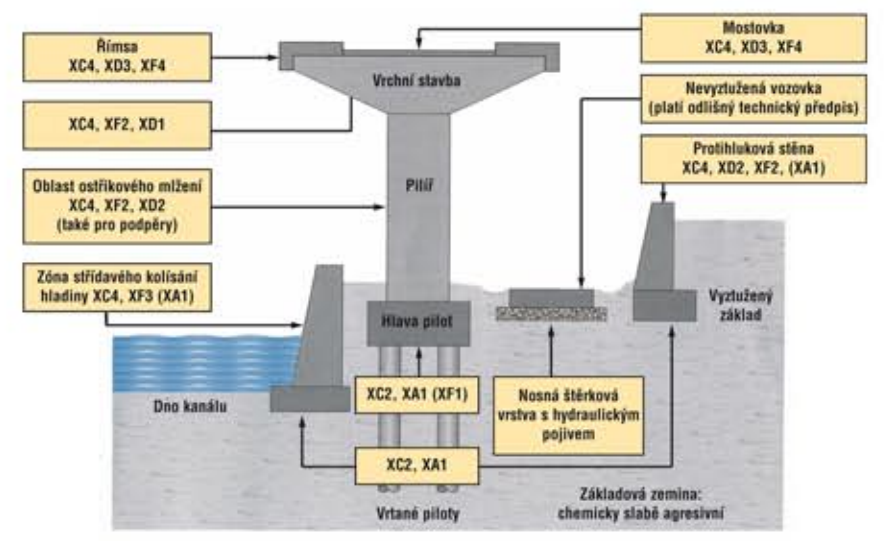 Římsa
XC4, XD3, XF4
XC4, XF2, XD1
Oblast ostřikového mlžení
XC4, XF2, XD2
(také pro podpěry)
Zóna střídavého kolísání
hladiny XC4, XF3 (XA1)
Vrchní stavba
Pilíř
Hlava pilot
Mostovka
XC4, XD3, XF4
Nevyztužená vozovka
(platí odlišný technický předpis)
Protihluková stěna
XC4, XD2, XF2, (XA1)
Vyztužený
základ
Dno kanálu
XC2, XA1 (XF1)
Nosná štěrková
vrstva s hydraulickým
pojivem
XC2, XA1
Vrtané piloty
Základová zemina:
chemicky slabě agresivní